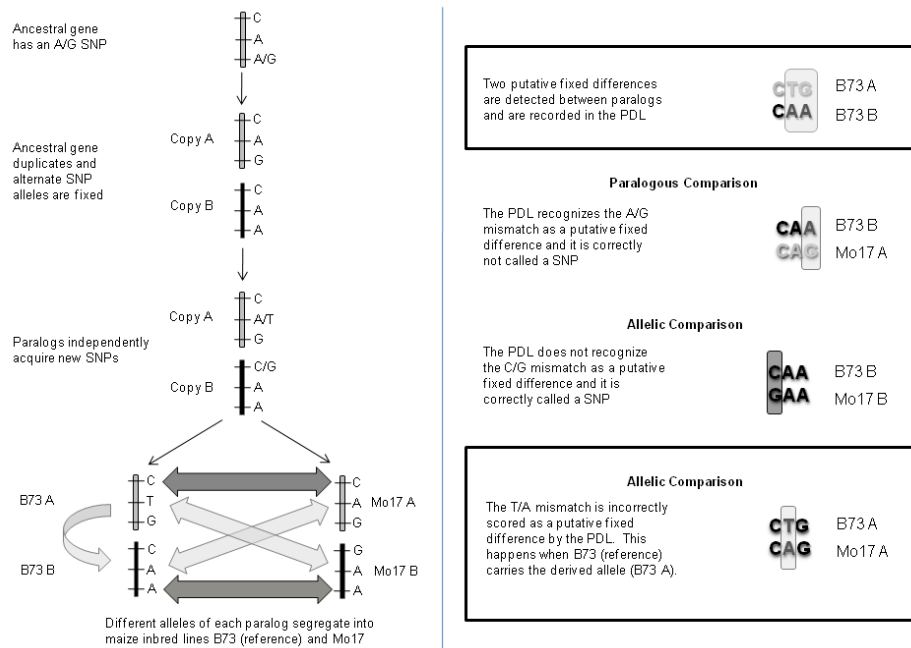 Ancestral gene
has an A/G SNP
C
A
A/G
Ancestral gene
duplicates and
alternate SNP
alleles are fixed
Copy A
C
A
G
Copy B
C
A
A
Paralogs independently
acquire new SNPs
Copy A
C
A/T
G
Copy B
C/G
A
A
B73 A
C
T
G
C
A
G
Mo17 A
B73 B
C
A
A
G
A
A
Mo17 B
Different alleles of each paralog segregate into
maize inbred lines B73 (reference) and Mo17
Two putative fixed differences
are detected between paralogs
and are recorded in the PDL
CTG B73 A
CAA B73 B
Paralogous Comparison
The PDL recognizes the A/G
mismatch as a putative fixed
difference and it is correctly
not called a SNP
CAA B73 B
CAG Mo17 A
Allelic Comparison
The PDL does not recognize
the C/G mismatch as a putative
fixed difference and it is
correctly called a SNP
CAA B73 B
GAA Mo17 B
Allelic Comparison
The T/A mismatch is incorrectly
scored as a putative fixed
difference by the PDL. This
happens when B73 (reference)
carries the derived allele (B73 A).
CTG B73 A
CAG Mo17 A